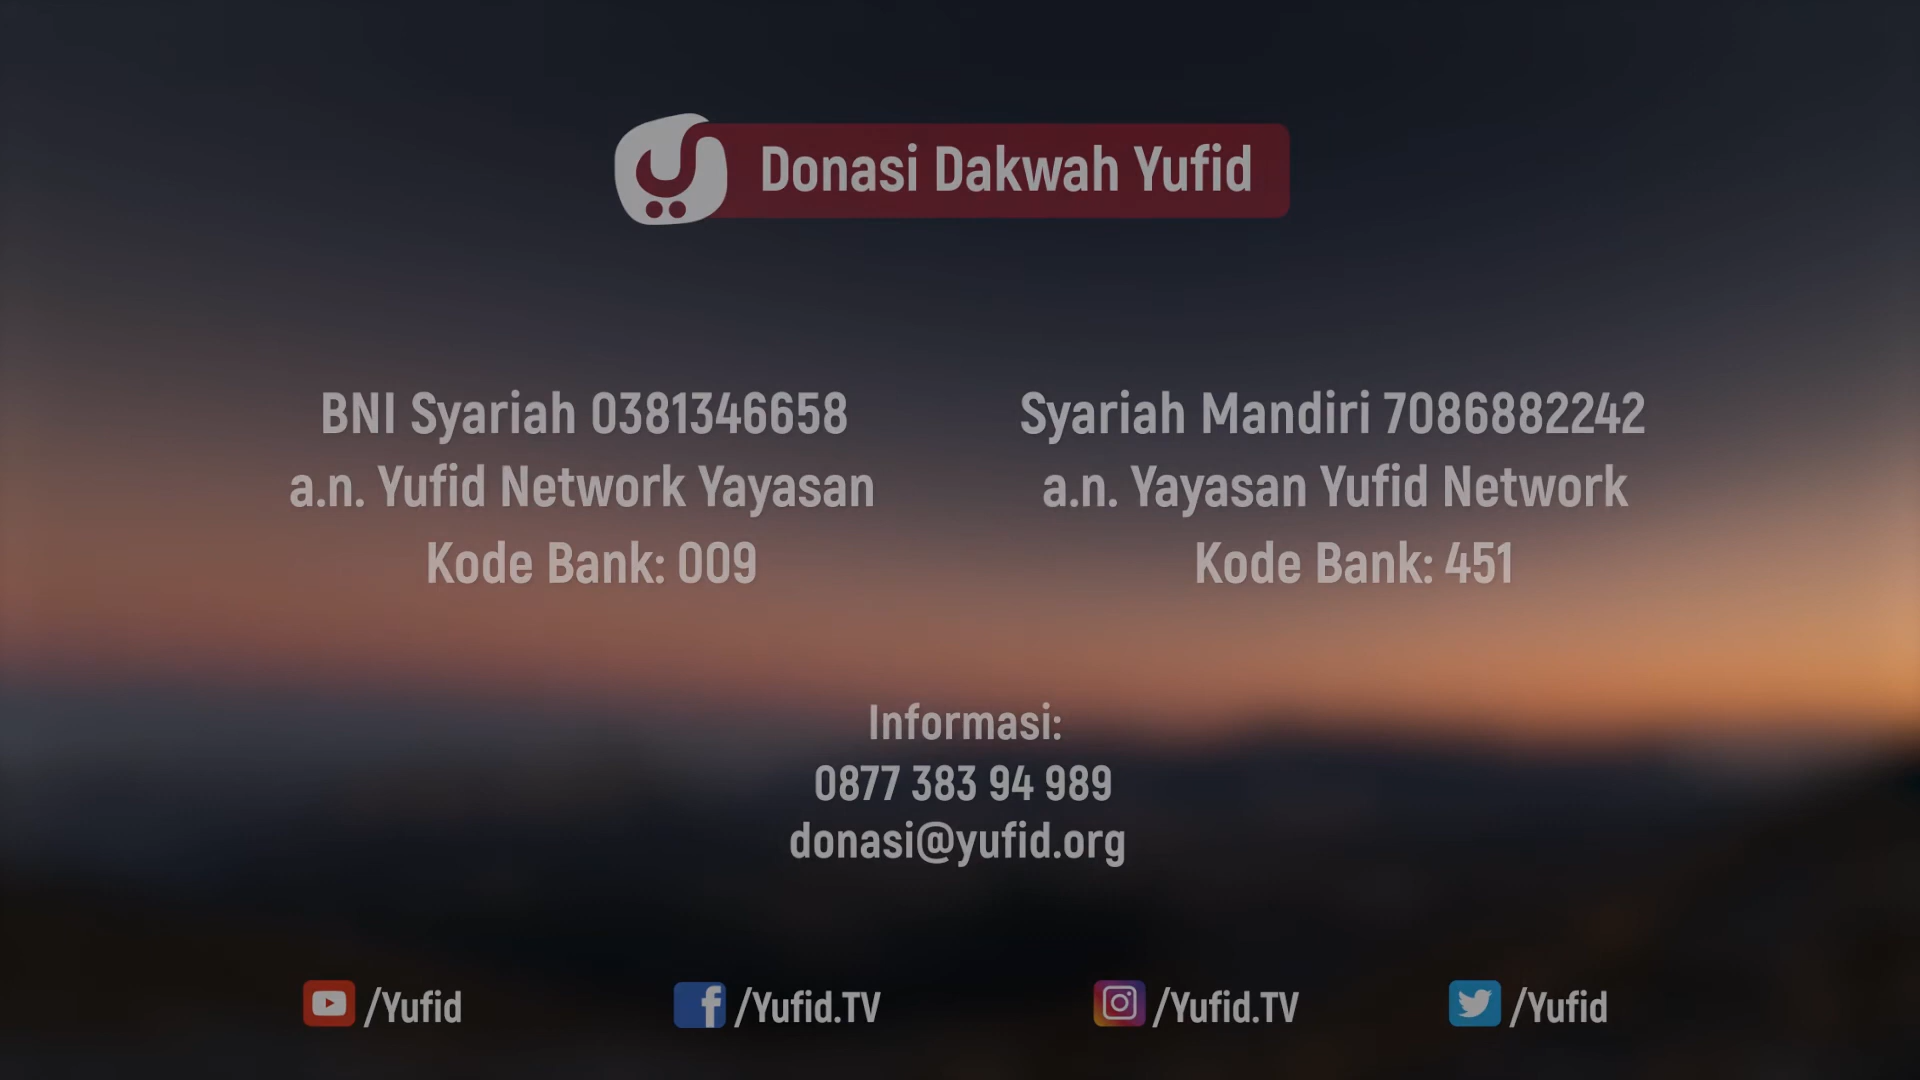 Donasi Dakwah Yufid
BNI Syariah 0381346658
a.n. Yufid Network Yayasan
Kode Bank: 009
Syariah Mandiri 7086882242
a.n. Yayasan Yufid Network
Kode Bank: 451
Informasi:
0877 383 94 989
donasi@yufid.org
/Yufid
/Yufid.TV
/Yufid.TV
/Yufid